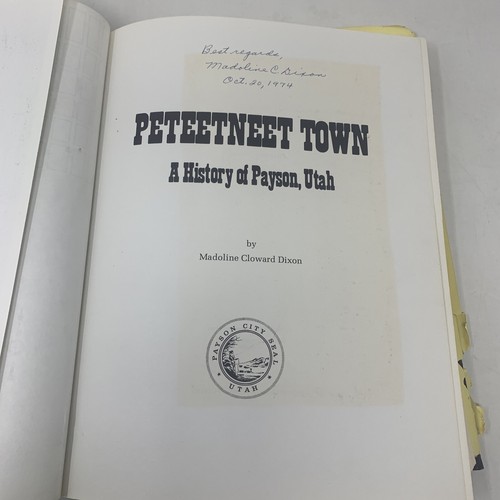 Best regards,
Madoline C Dixon
Oct. 20, 1974
PETEETNEET TOWN
A History of Payson, Utah
by
Madoline Cloward Dixon
PAYSON CITY SEAL
UTAH